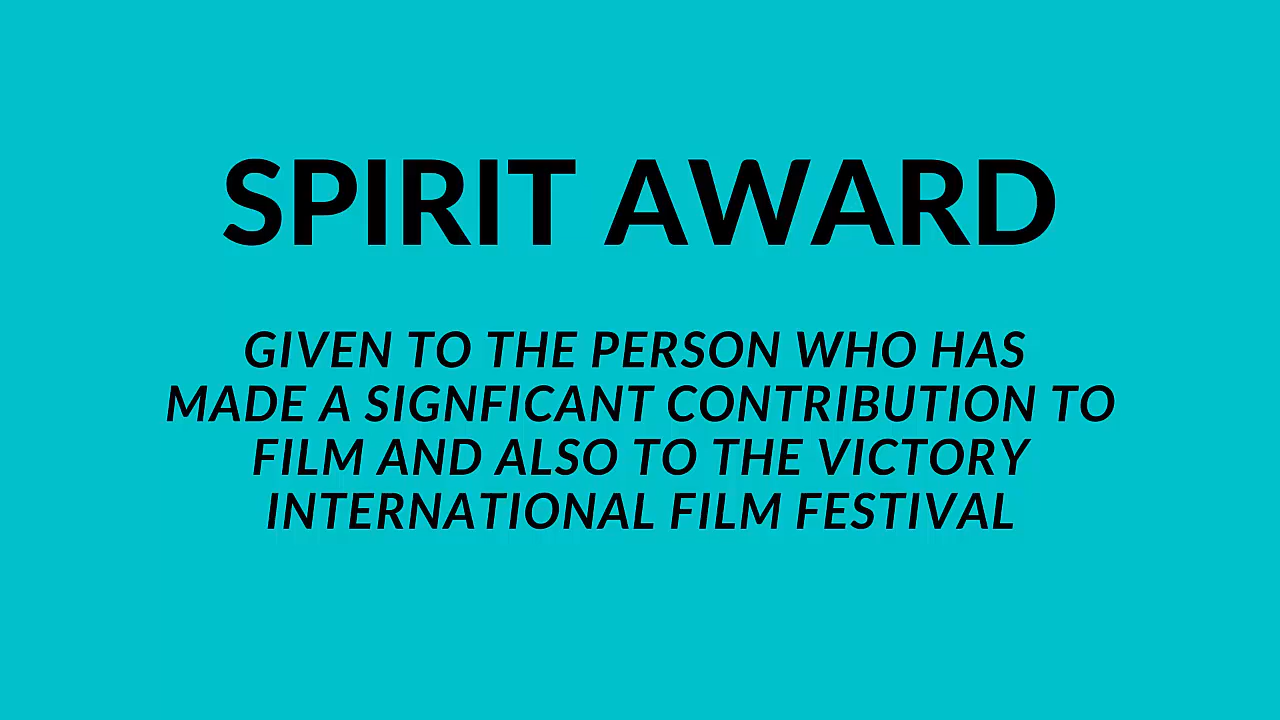 SPIRIT AWARD
GIVEN TO THE PERSON WHO HAS
MADE A SIGNFICANT CONTRIBUTION TO
FILM AND ALSO TO THE VICTORY
INTERNATIONAL FILM FESTIVAL